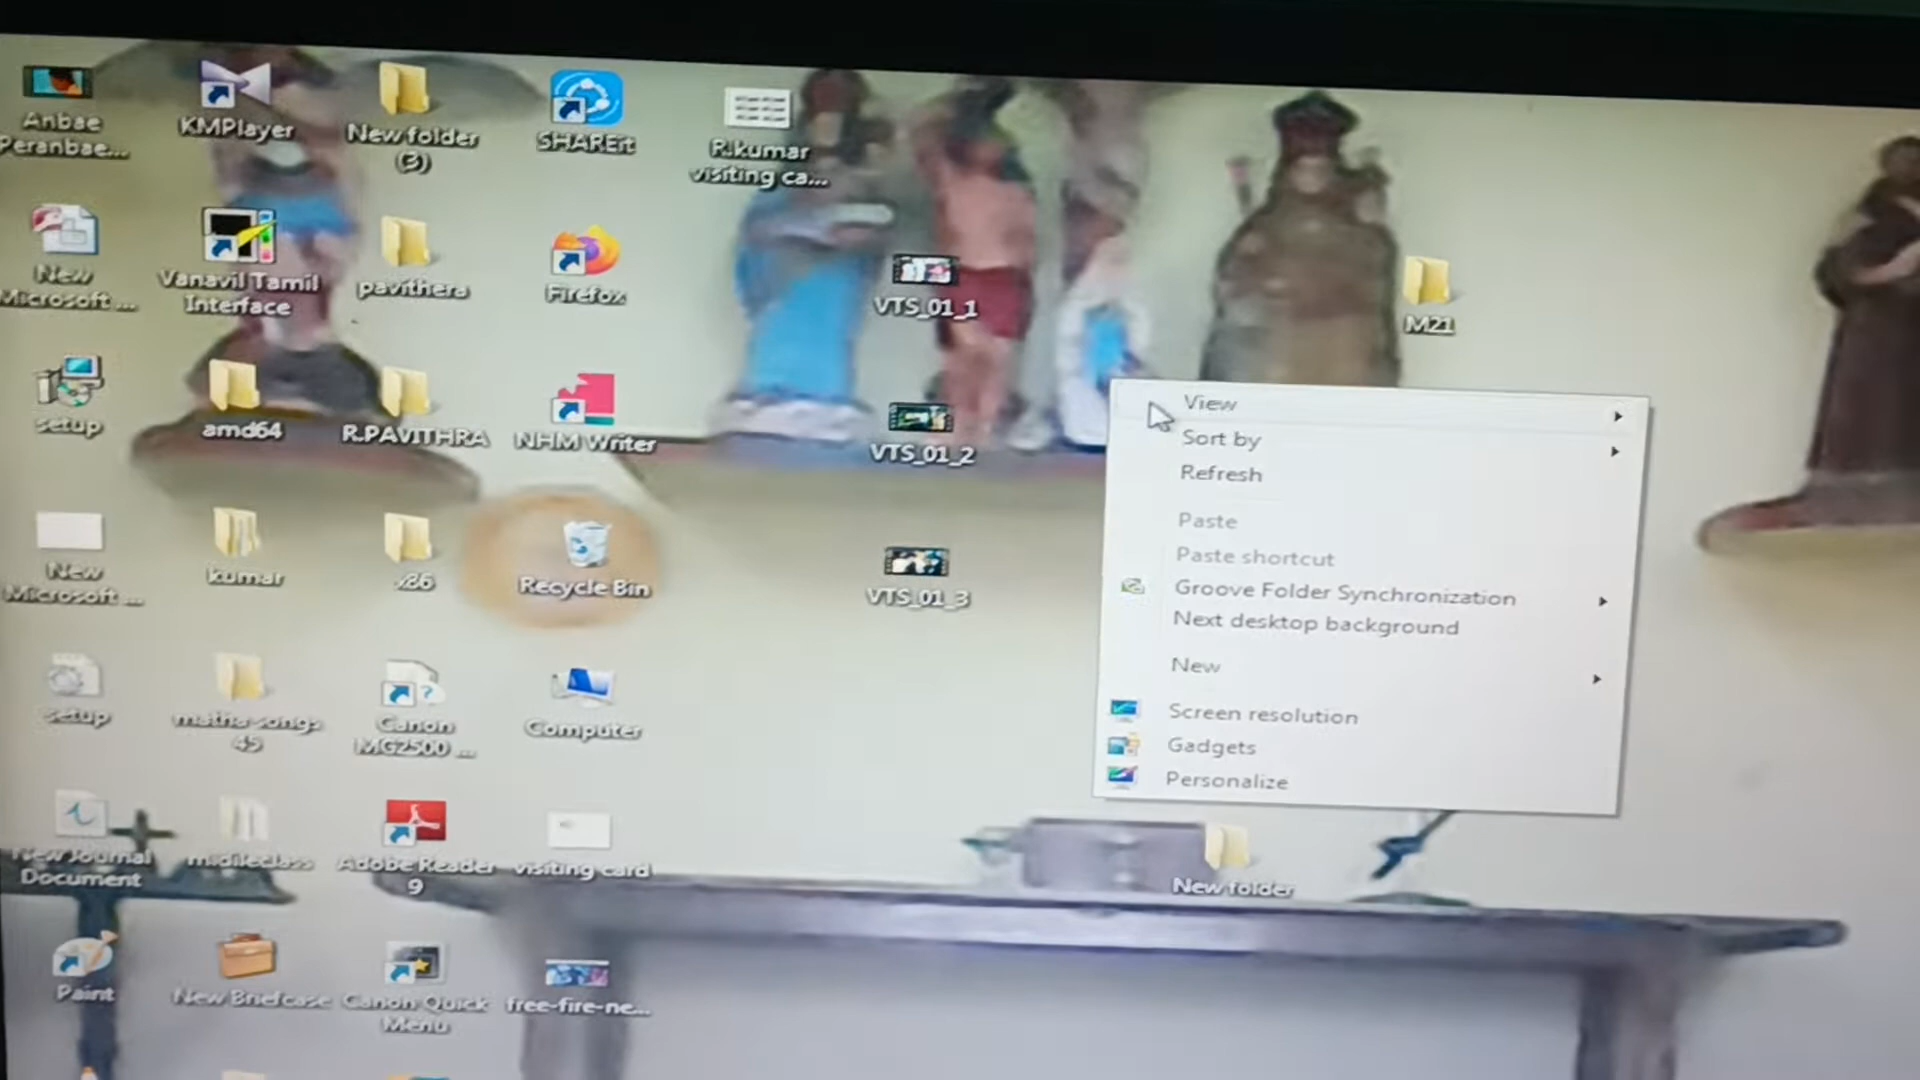 Anbae
Peranbae...
KMPlayer
New folder
(3)
SHAREit
R.kumar
visiting ca...
New
Microsoft ...
Vanavil Tamil
Interface
pavithera
Firefox
VTS_01_1
M21
setup
amd64
R.PAVITHRA
NHM Writer
VTS_01_2
New
Microsoft ...
kumar
x86
Recycle Bin
VTS_01_3
setup
matha songs
45
Canon
MG2500 ...
Computer
New Journal
Document
Adobe Reader
9
visiting card
New folder
Paint
New Briefcase
Canon Quick
Menu
free-fire-ne...
View
Sort by
Refresh
Paste
Paste shortcut
Groove Folder Synchronization
Next desktop background
New
Screen resolution
Gadgets
Personalize